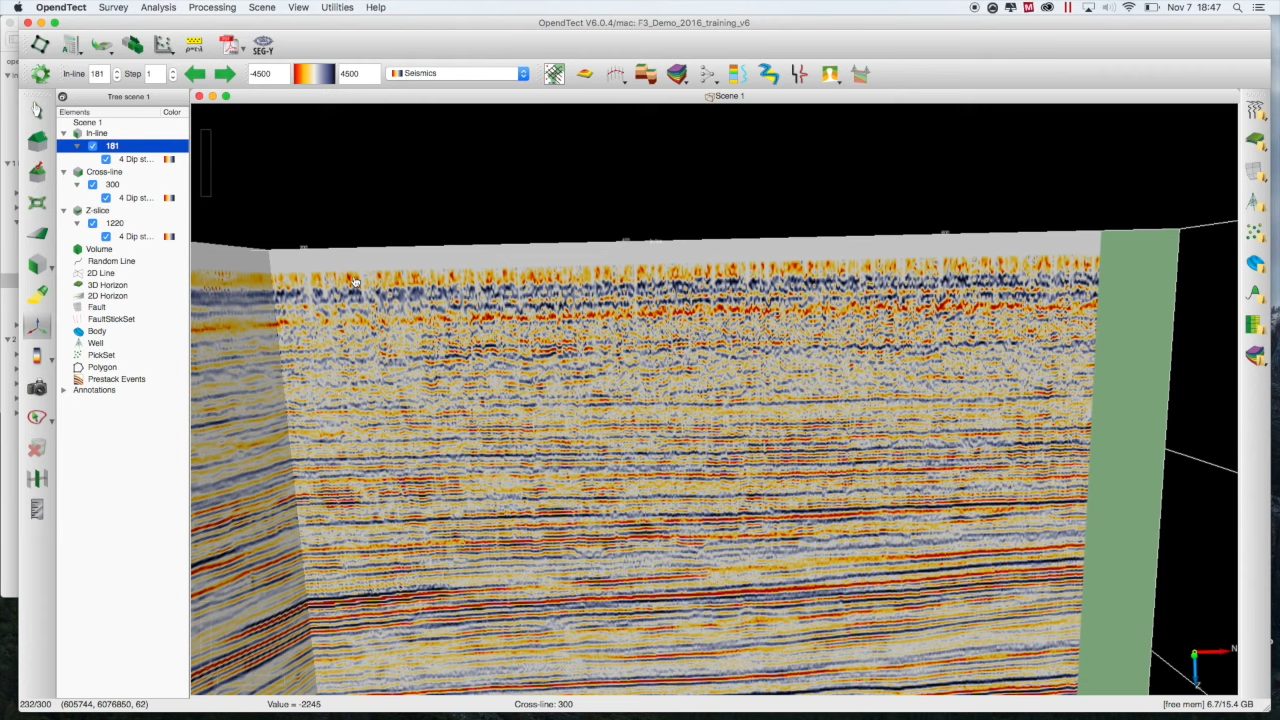 OpendTect Survey Analysis Processing Scene View Utilities Help Nov 7 18:47
OpendTect V6.0.4/mac: F3_Demo_2016_training_v6
SEG-Y
In-line 181 Step 1 -4500 4500 Seismics
Tree scene 1 Scene 1
Elements Color
Scene 1
In-line
181
4 Dip st...
Cross-line
300
4 Dip st...
Z-slice
1220
4 Dip st...
Volume
Random Line
2D Line
3D Horizon
2D Horizon
Fault
FaultStickSet
Body
Well
PickSet
Polygon
Prestack Events
Annotations
N
232/300 (605744, 6076850, 62) Value = -2245 Cross-line: 300 [free mem] 6.7/15.4 GB